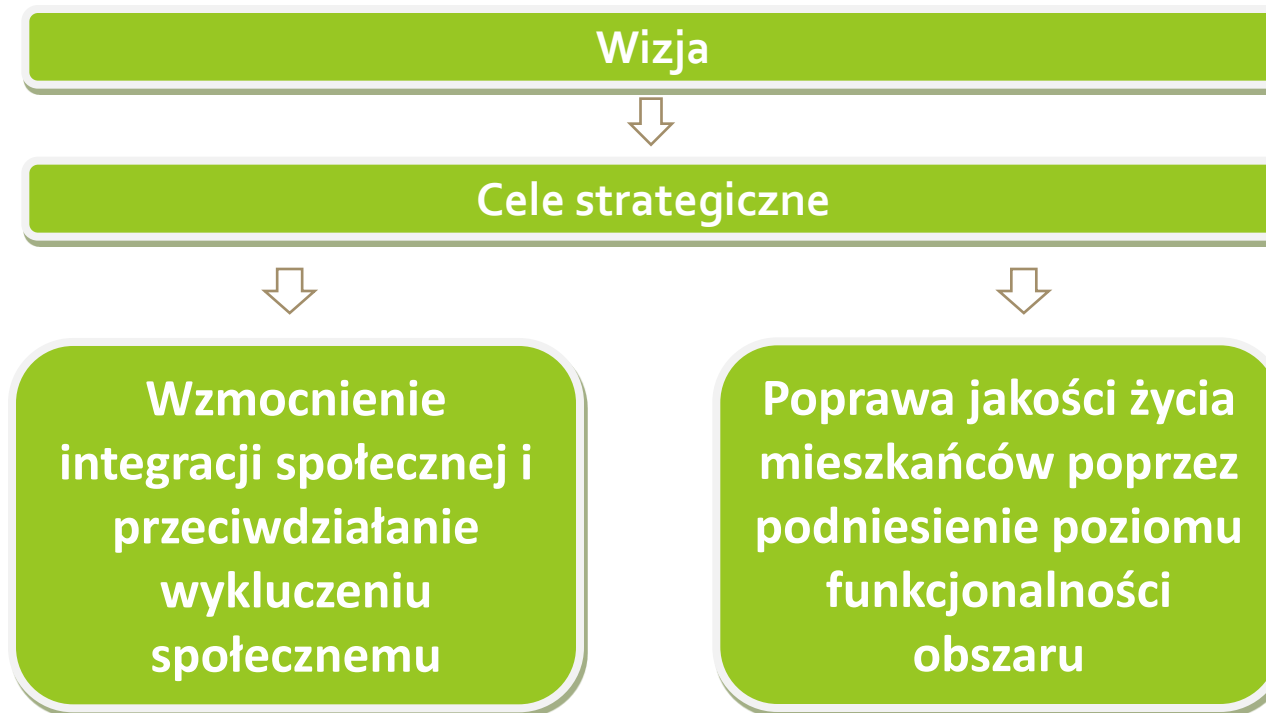 Wizja
Cele strategiczne
Wzmocnienie
integracji społecznej i
przeciwdziałanie
wykluczeniu
społecznemu
Poprawa jakości życia
mieszkańców poprzez
podniesienie poziomu
funkcjonalności
obszaru